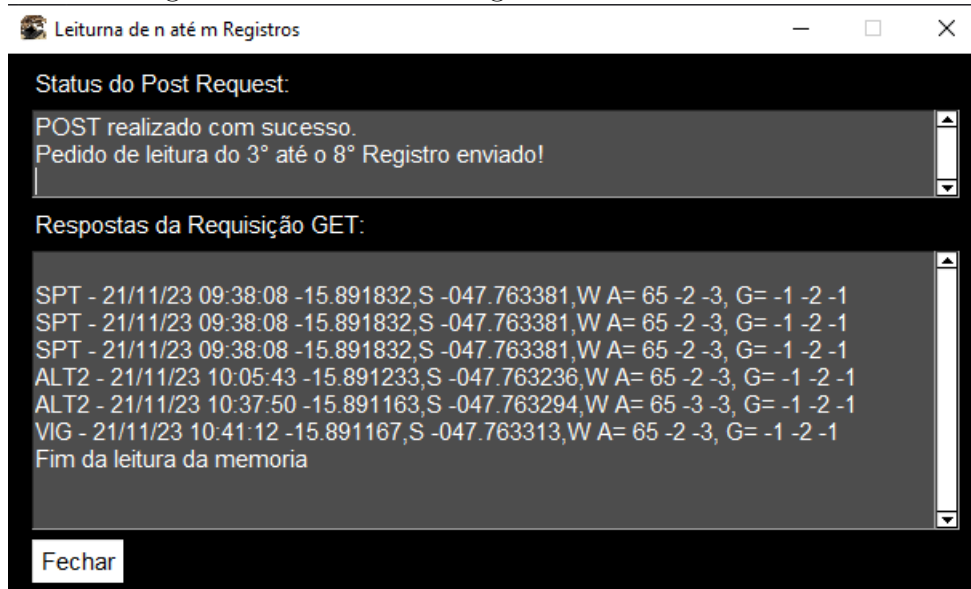 Leiturna de n até m Registros
Status do Post Request:
POST realizado com sucesso.
Pedido de leitura do 3° até o 8° Registro enviado!
Respostas da Requisição GET:
SPT - 21/11/23 09:38:08 -15.891832,S -047.763381,W A= 65 -2 -3, G= -1 -2 -1
SPT - 21/11/23 09:38:08 -15.891832,S -047.763381,W A= 65 -2 -3, G= -1 -2 -1
SPT - 21/11/23 09:38:08 -15.891832,S -047.763381,W A= 65 -2 -3, G= -1 -2 -1
ALT2 - 21/11/23 10:05:43 -15.891233,S -047.763236,W A= 65 -2 -3, G= -1 -2 -1
ALT2 - 21/11/23 10:37:50 -15.891163,S -047.763294,W A= 65 -3 -3, G= -1 -2 -1
VIG - 21/11/23 10:41:12 -15.891167,S -047.763313,W A= 65 -2 -3, G= -1 -2 -1
Fim da leitura da memoria
Fechar